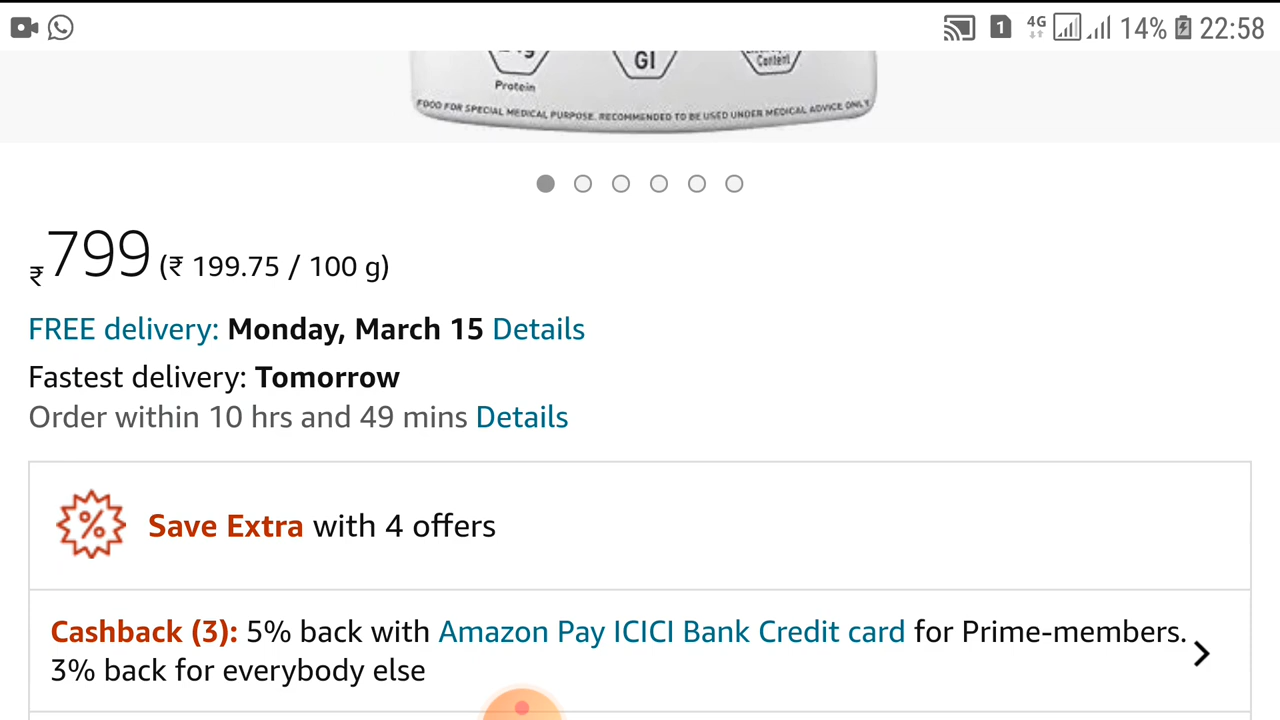 14% 22:58
4G
1
GI
Content
Protein
FOOD FOR SPECIAL MEDICAL PURPOSE. RECOMMENDED TO BE USED UNDER MEDICAL ADVICE ONLY
₹799 (₹ 199.75 / 100 g)
FREE delivery: Monday, March 15 Details
Fastest delivery: Tomorrow
Order within 10 hrs and 49 mins Details
% Save Extra with 4 offers
Cashback (3): 5% back with Amazon Pay ICICI Bank Credit card for Prime-members.
3% back for everybody else